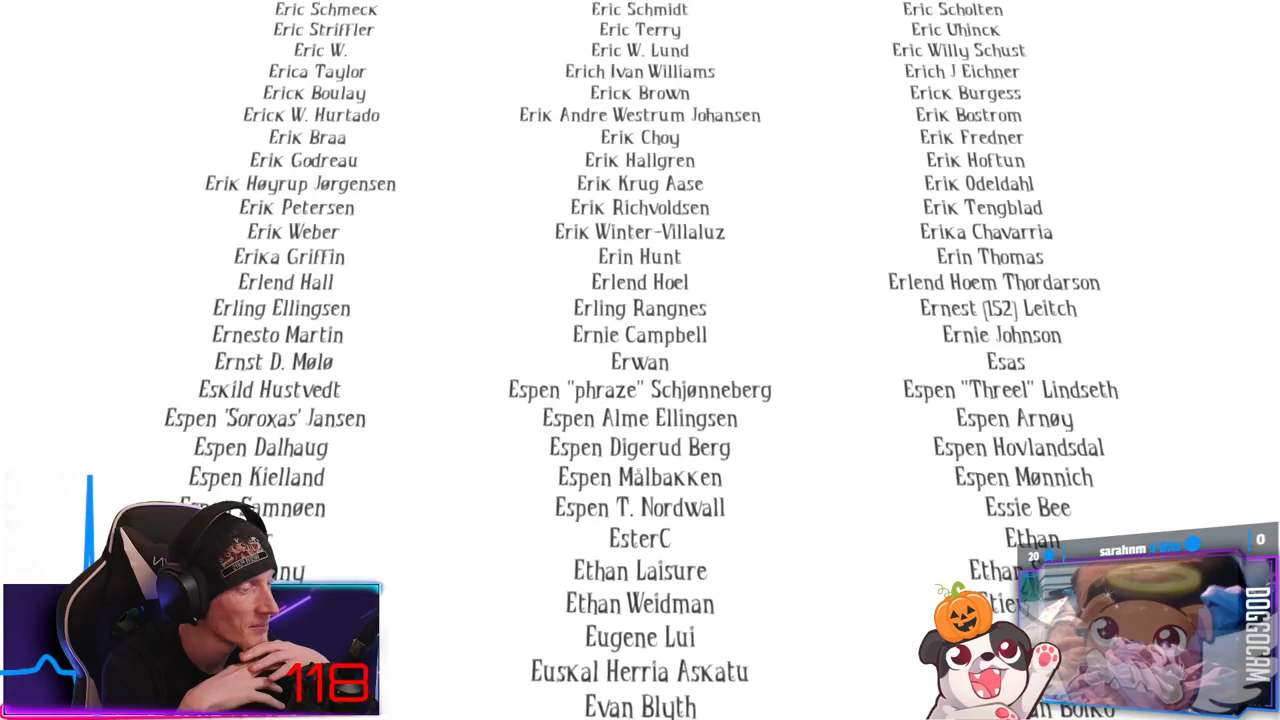 Eric Schmeck Eric Schmidt Eric Scholten
Eric Striffler Eric Terry Eric Uhinck
Eric W. Eric W. Lund Eric Willy Schust
Erica Taylor Erich Ivan Williams Erich J Eichner
Erick Boulay Erick Brown Erick Burgess
Erick W. Hurtado Erik Andre Westrum Johansen Erik Bostrom
Erik Braa Erik Choy Erik Fredner
Erik Godreau Erik Hallgren Erik Hoftun
Erik Høyrup Jørgensen Erik Krug Aase Erik Odeldahl
Erik Petersen Erik Richvoldsen Erik Tengblad
Erik Weber Erik Winter-Villaluz Erika Chavarria
Erika Griffin Erin Hunt Erin Thomas
Erlend Hall Erlend Hoel Erlend Hoem Thordarson
Erling Ellingsen Erling Rangnes Ernest [152] Leitch
Ernesto Martin Ernie Campbell Ernie Johnson
Ernst D. Mølø Erwan Esas
Eskild Hustvedt Espen "phraze" Schjønneberg Espen "Threel" Lindseth
Espen 'Soroxas' Jansen Espen Alme Ellingsen Espen Arnøy
Espen Dalhaug Espen Digerud Berg Espen Hovlandsdal
Espen Kielland Espen Målbakken Espen Mønnich
Samnøen Espen T. Nordwall Essie Bee
EsterC Ethan
Ethan Laisure Ethan
Ethan Weidman
Eugene Lui
Euskal Herria Askatu
Evan Blyth
118
20
sarahnm
0
DOGGOCAM